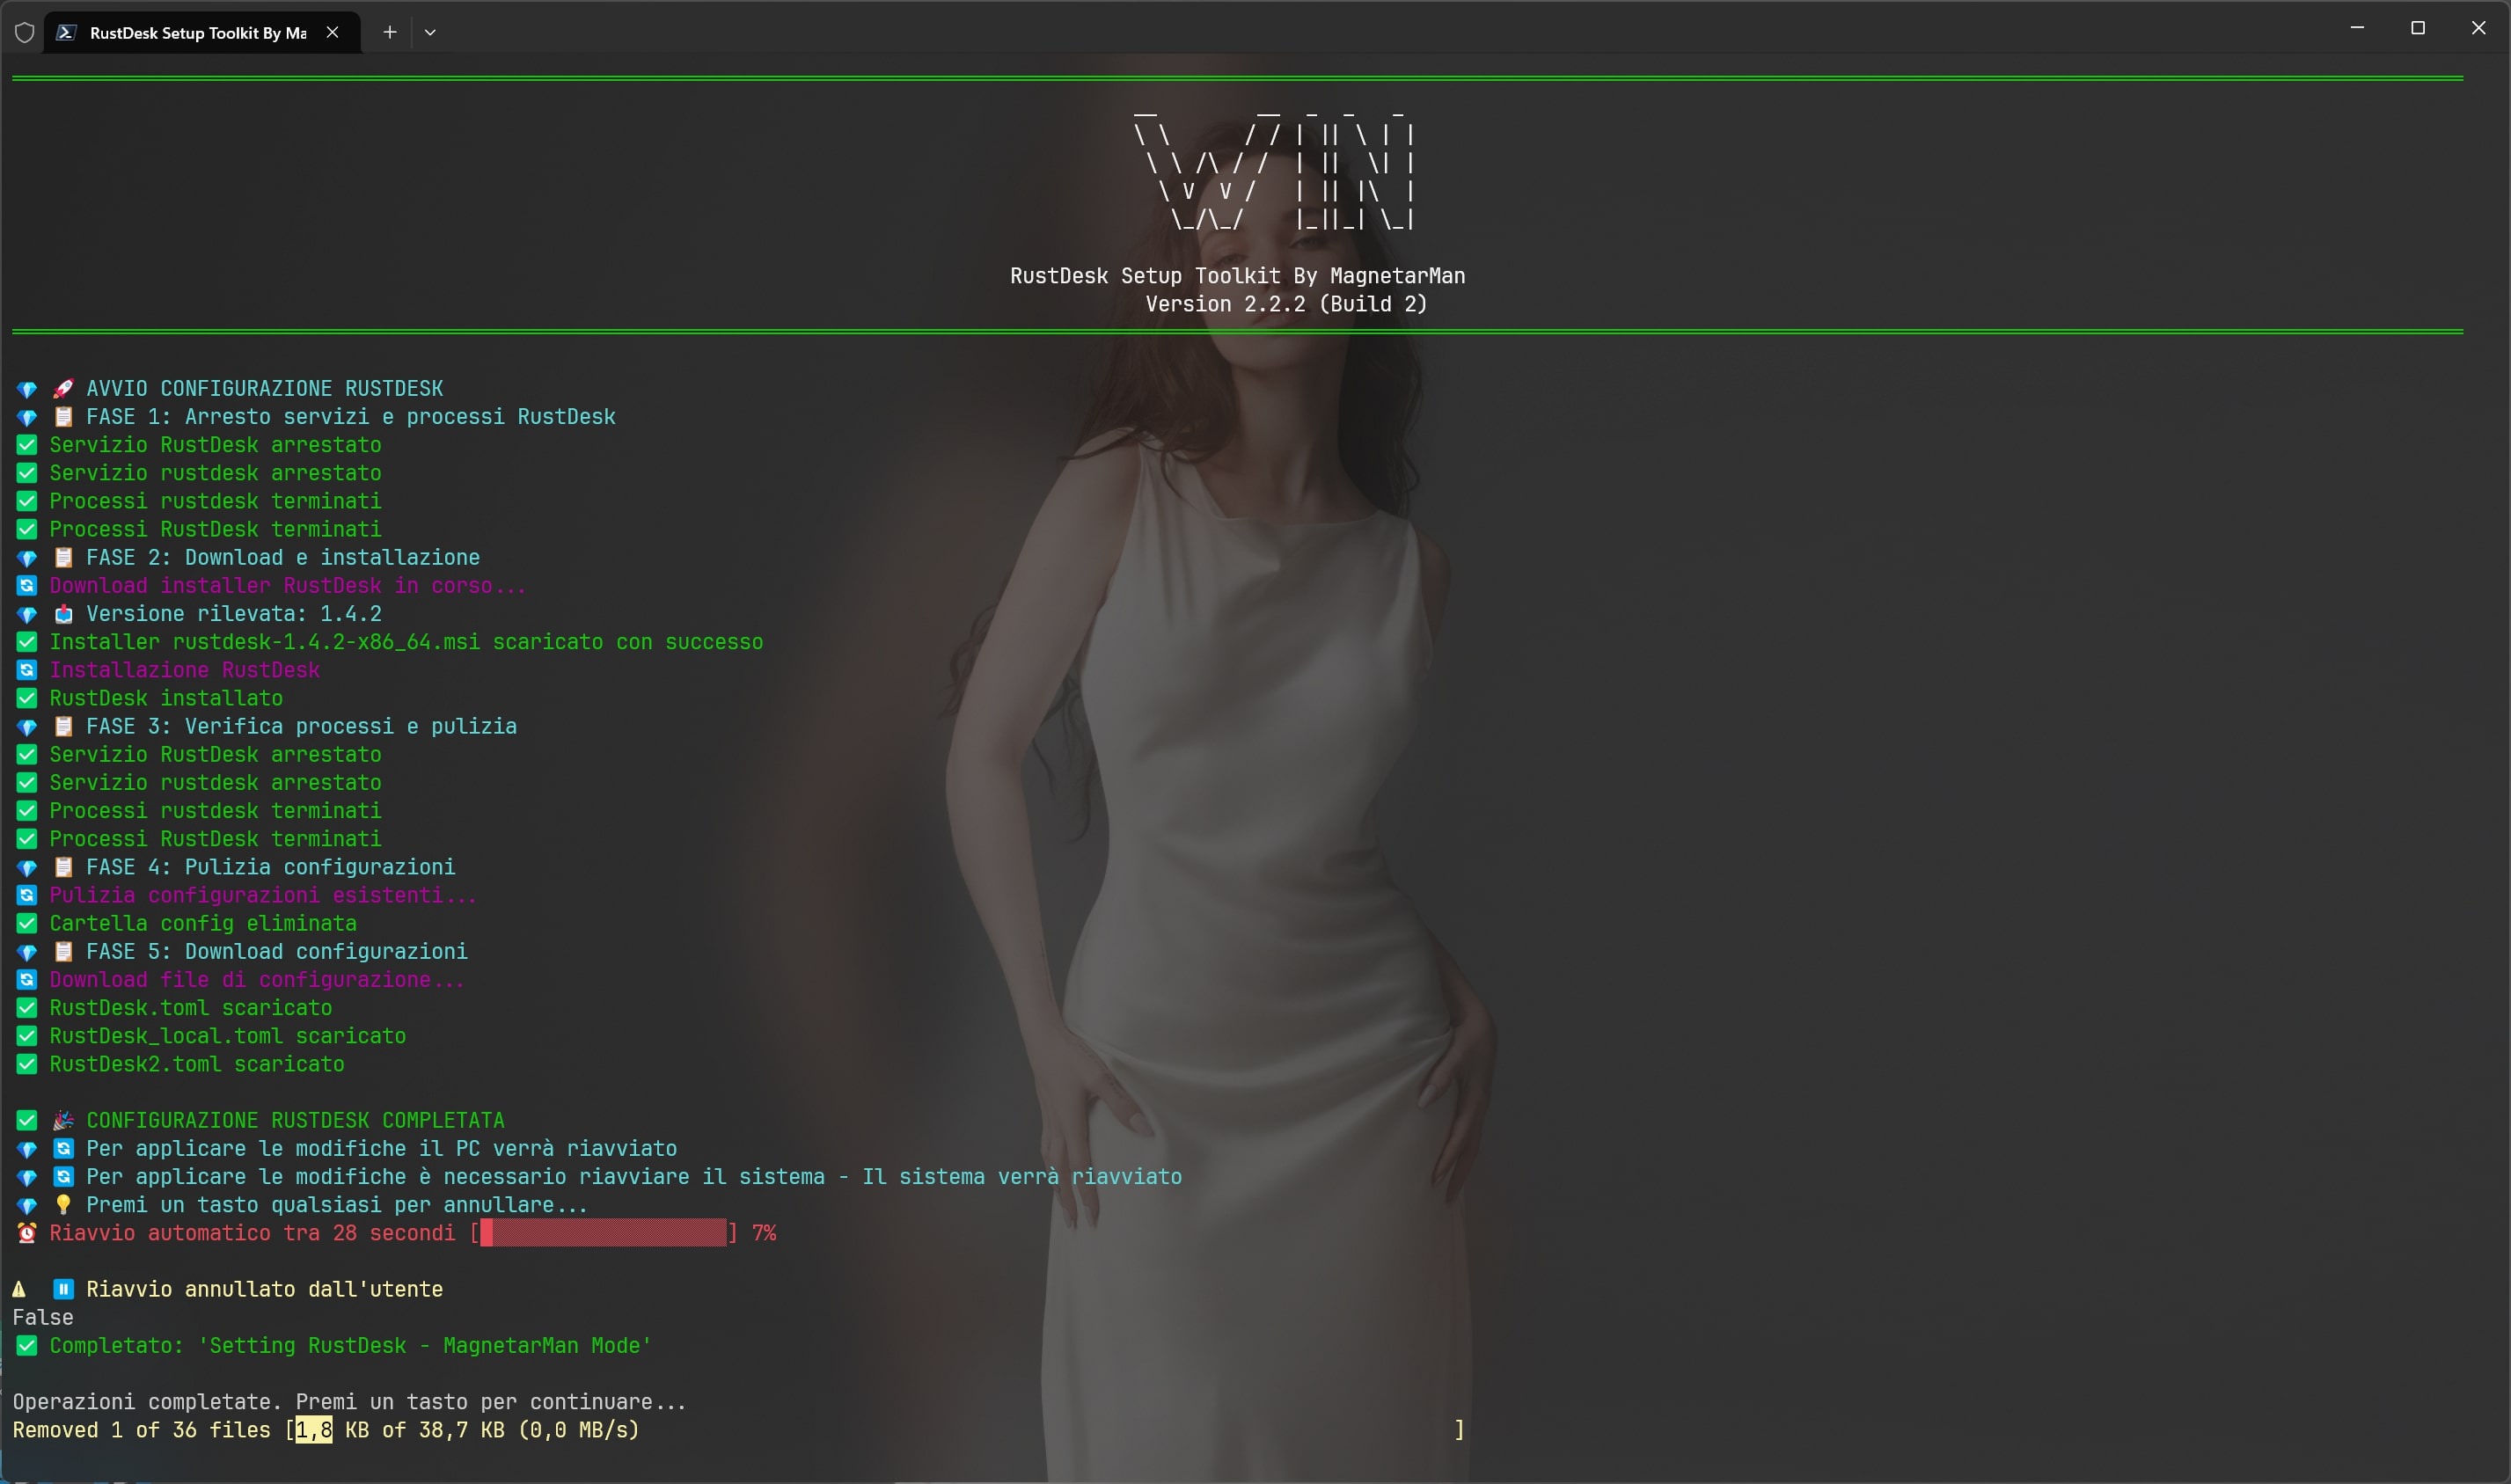 RustDesk Setup Toolkit By Ma
__        __  _  _   _
\ \      / / | || \ | |
\ \ /\ / /  | ||  \| |
\ V  V /   | || |\  |
\_/\_/    |_||_| \_|
RustDesk Setup Toolkit By MagnetarMan
Version 2.2.2 (Build 2)
💎 🚀 AVVIO CONFIGURAZIONE RUSTDESK
💎 📋 FASE 1: Arresto servizi e processi RustDesk
✅ Servizio RustDesk arrestato
✅ Servizio rustdesk arrestato
✅ Processi rustdesk terminati
✅ Processi RustDesk terminati
💎 📋 FASE 2: Download e installazione
🔄 Download installer RustDesk in corso...
💎 📥 Versione rilevata: 1.4.2
✅ Installer rustdesk-1.4.2-x86_64.msi scaricato con successo
🔄 Installazione RustDesk
✅ RustDesk installato
💎 📋 FASE 3: Verifica processi e pulizia
✅ Servizio RustDesk arrestato
✅ Servizio rustdesk arrestato
✅ Processi rustdesk terminati
✅ Processi RustDesk terminati
💎 📋 FASE 4: Pulizia configurazioni
🔄 Pulizia configurazioni esistenti...
✅ Cartella config eliminata
💎 📋 FASE 5: Download configurazioni
🔄 Download file di configurazione...
✅ RustDesk.toml scaricato
✅ RustDesk_local.toml scaricato
✅ RustDesk2.toml scaricato
✅ 🎉 CONFIGURAZIONE RUSTDESK COMPLETATA
💎 🔄 Per applicare le modifiche il PC verrà riavviato
💎 🔄 Per applicare le modifiche è necessario riavviare il sistema - Il sistema verrà riavviato
💎 💡 Premi un tasto qualsiasi per annullare...
⏰ Riavvio automatico tra 28 secondi [█▒▒▒▒▒▒▒▒▒▒▒▒▒▒▒▒▒▒▒] 7%
⚠ ⏸ Riavvio annullato dall'utente
False
✅ Completato: 'Setting RustDesk - MagnetarMan Mode'
Operazioni completate. Premi un tasto per continuare...
Removed 1 of 36 files [1,8 KB of 38,7 KB (0,0 MB/s) ]